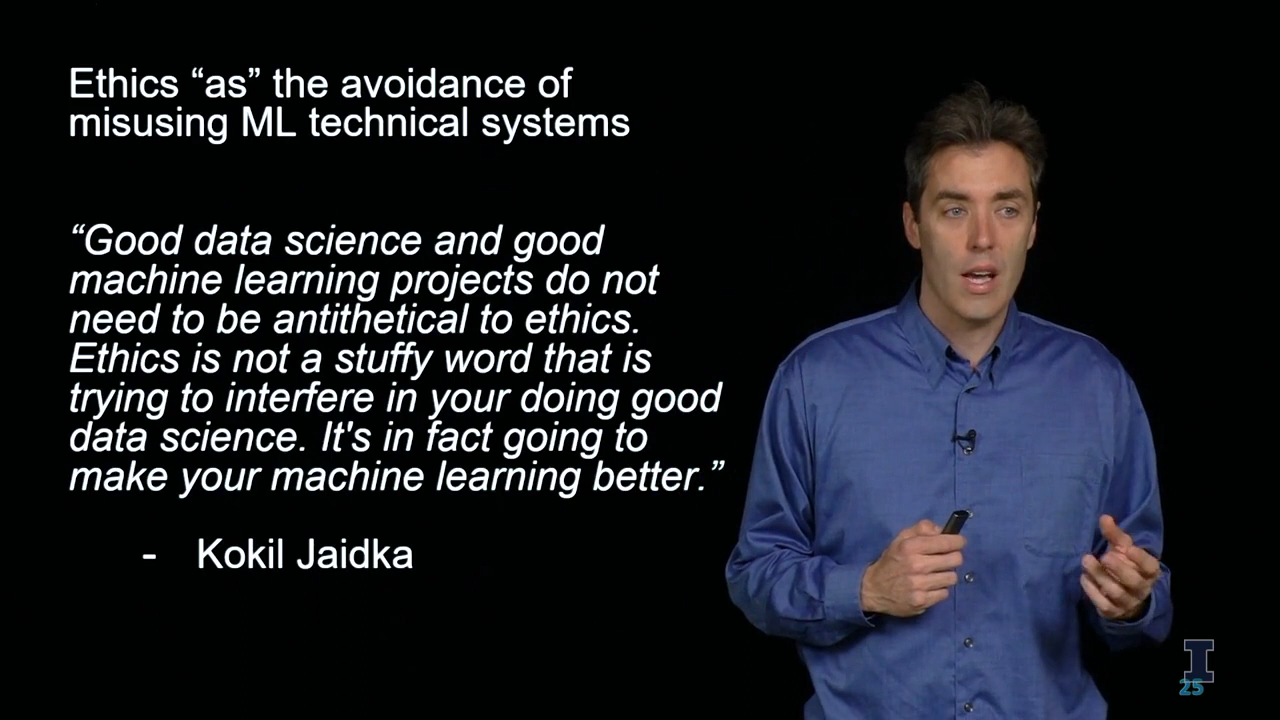 Ethics “as” the avoidance of
misusing ML technical systems
“Good data science and good
machine learning projects do not
need to be antithetical to ethics.
Ethics is not a stuffy word that is
trying to interfere in your doing good
data science. It's in fact going to
make your machine learning better.”
- Kokil Jaidka
I
25